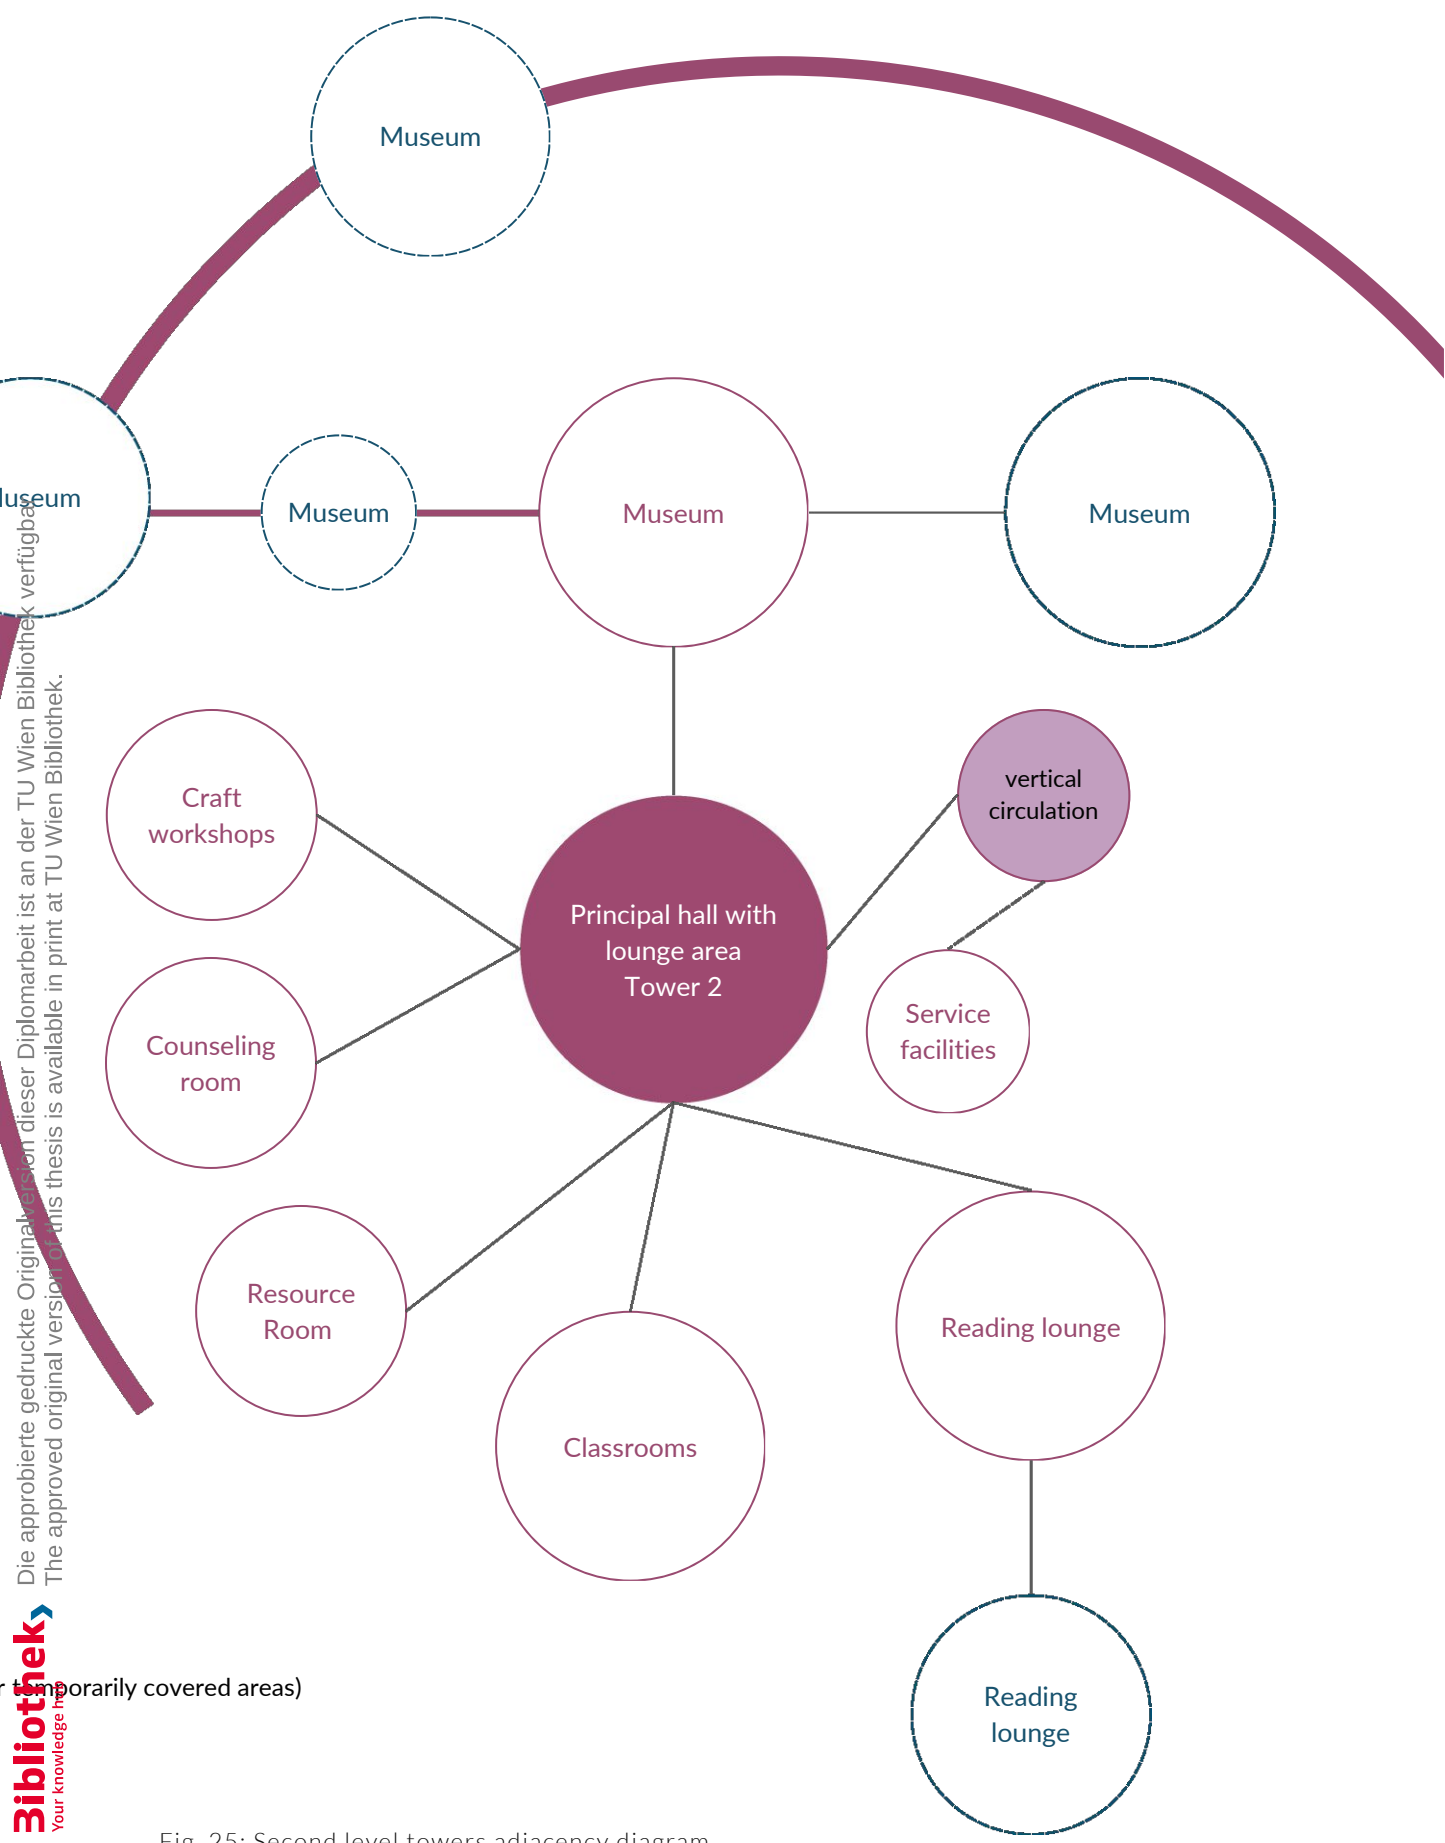 Museum
useum
Museum
Museum
Museum
Craft
workshops
vertical
circulation
Principal hall with
lounge area
Tower 2
Service
facilities
Counseling
room
Resource
Room
Reading lounge
Classrooms
Reading
lounge
temporarily covered areas)
Fig. 25: Second level towers adjacency diagram
Die approbierte gedruckte Originalversion dieser Diplomarbeit ist an der TU Wien Bibliothek verfügbar
The approved original version of this thesis is available in print at TU Wien Bibliothek.
Bibliothek
Your knowledge hub